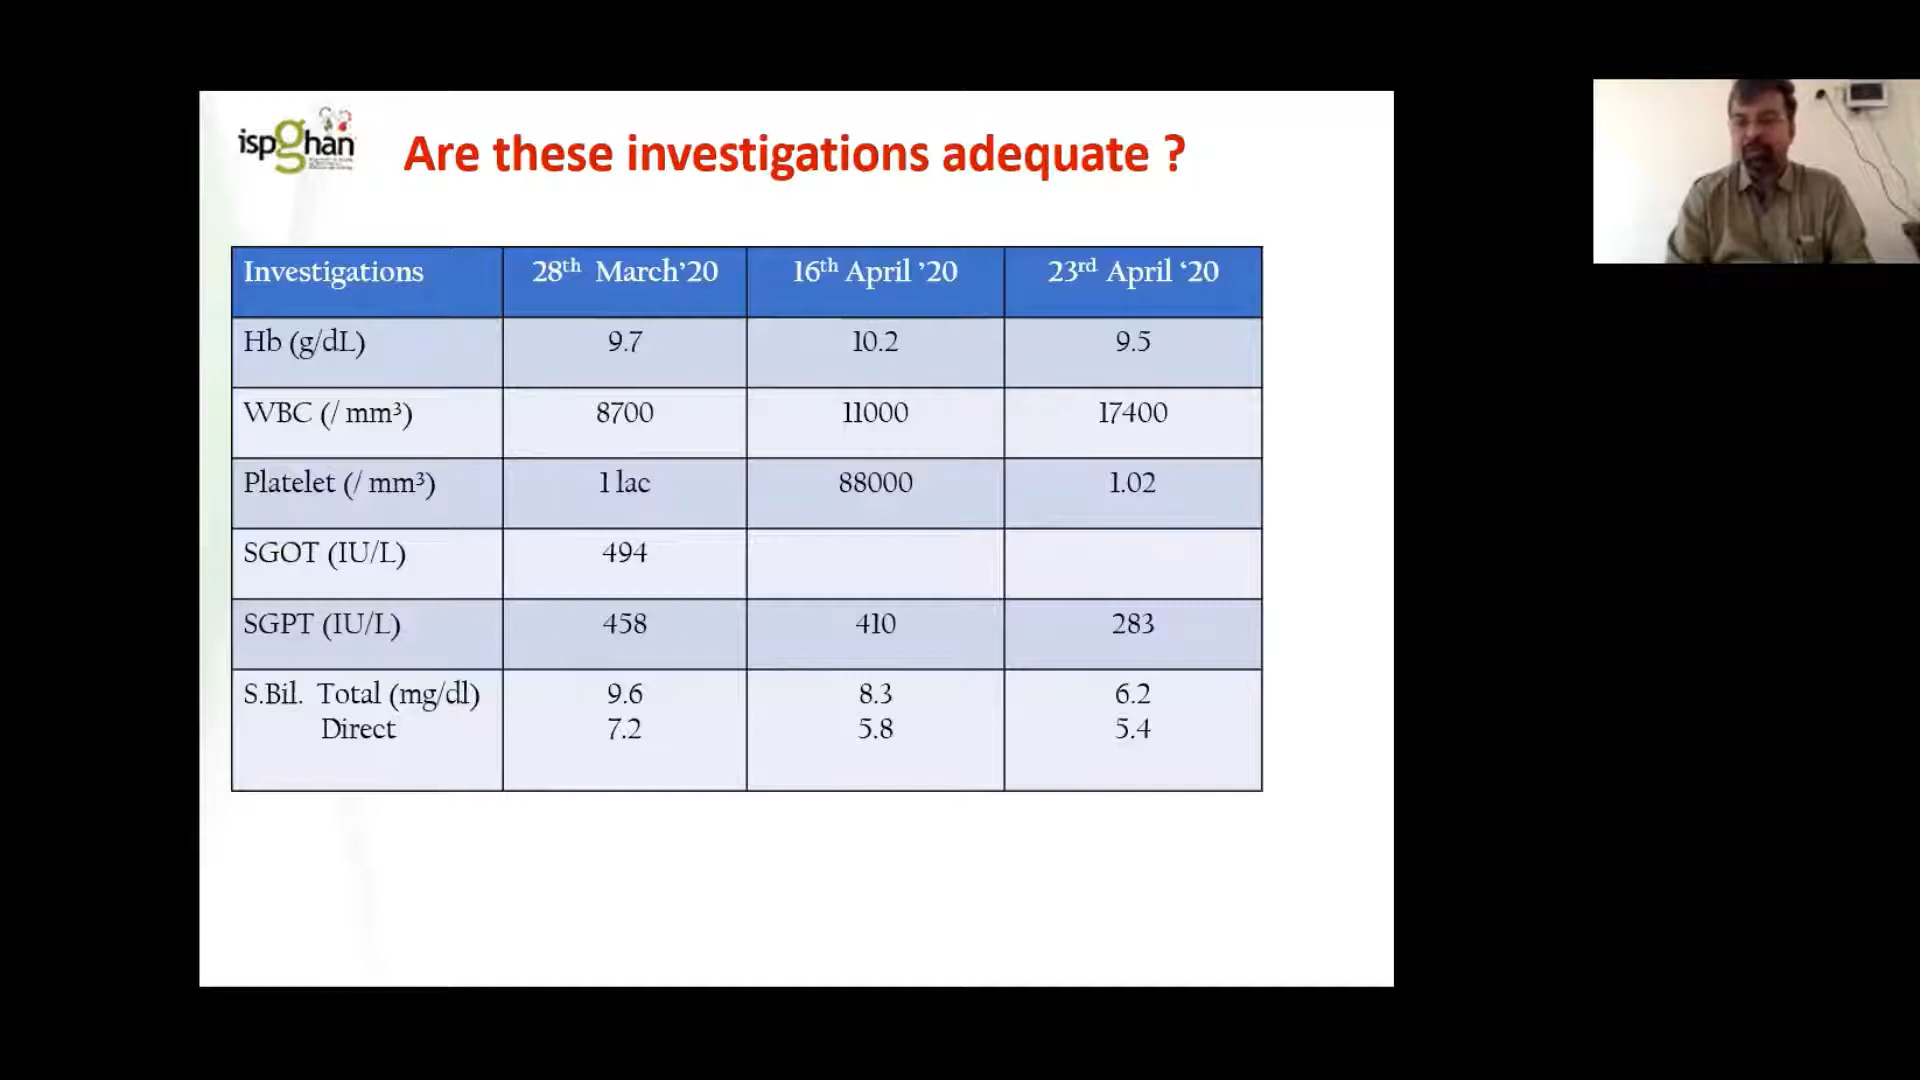 ispghan
Are these investigations adequate ?
Investigations 28th March’20 16th April ’20 23rd April ‘20
Hb (g/dL) 9.7 10.2 9.5
WBC (/ mm³) 8700 11000 17400
Platelet (/ mm³) 1 lac 88000 1.02
SGOT (IU/L) 494
SGPT (IU/L) 458 410 283
S.Bil. Total (mg/dl) 9.6 8.3 6.2
Direct 7.2 5.8 5.4